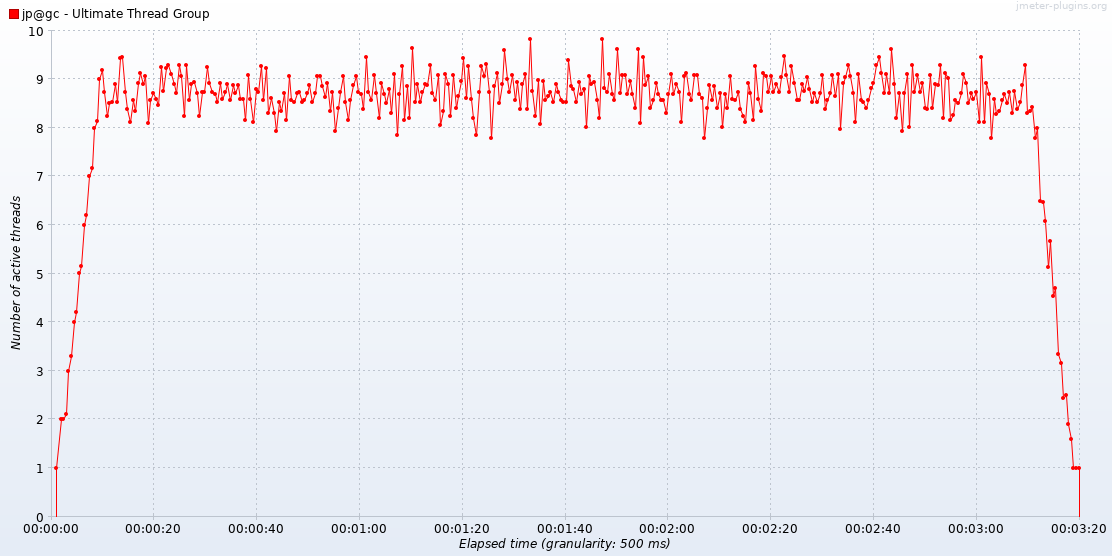 jmeter-plugins.org
jp@gc - Ultimate Thread Group
10
9
8
7
6
5
4
3
2
1
0
Number of active threads
00:00:00 00:00:20 00:00:40 00:01:00 00:01:20 00:01:40 00:02:00 00:02:20 00:02:40 00:03:00 00:03:20
Elapsed time (granularity: 500 ms)